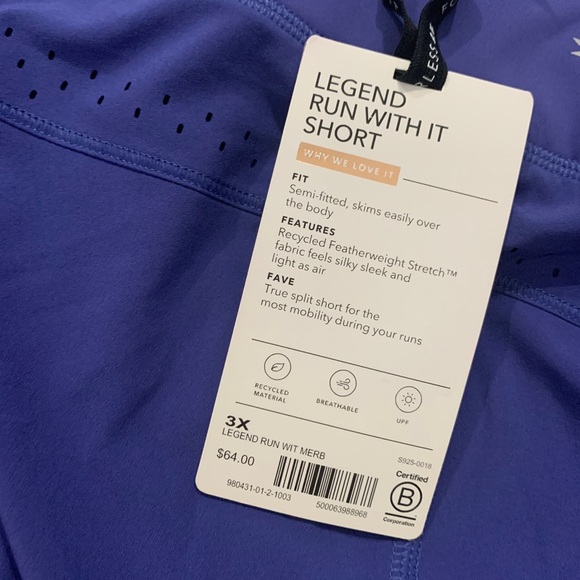 RLESS
LEGEND
RUN WITH IT
SHORT
WHY WE LOVE IT
FIT
Semi-fitted, skims easily over
the body
FEATURES
Recycled Featherweight Stretch™
fabric feels silky sleek and
light as air
FAVE
True split short for the
most mobility during your runs
RECYCLED
MATERIAL
BREATHABLE
UPF
3X
LEGEND RUN WIT MERB
$64.00
980431-01-2-1003
500063988968
S925-0018
Certified
B
Corporation